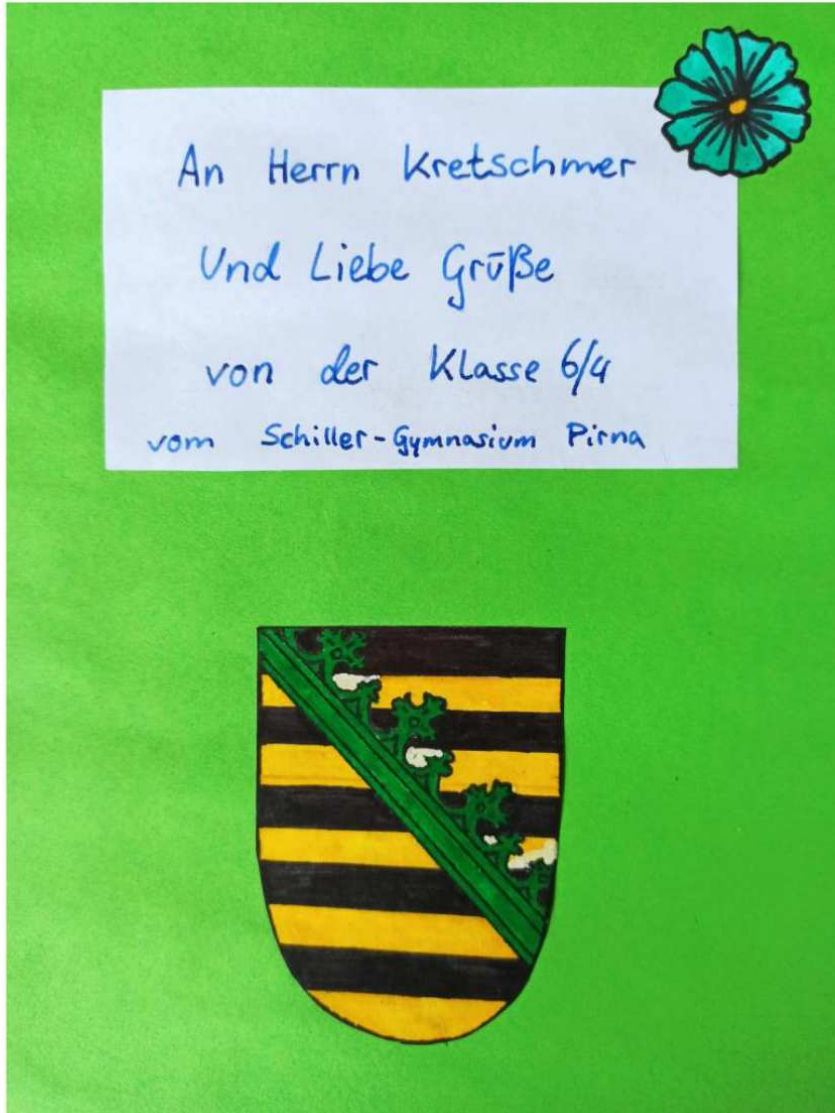 An Herrn Kretschmer
Und Liebe Grüße
von der Klasse 6/4
vom Schiller-Gymnasium Pirna